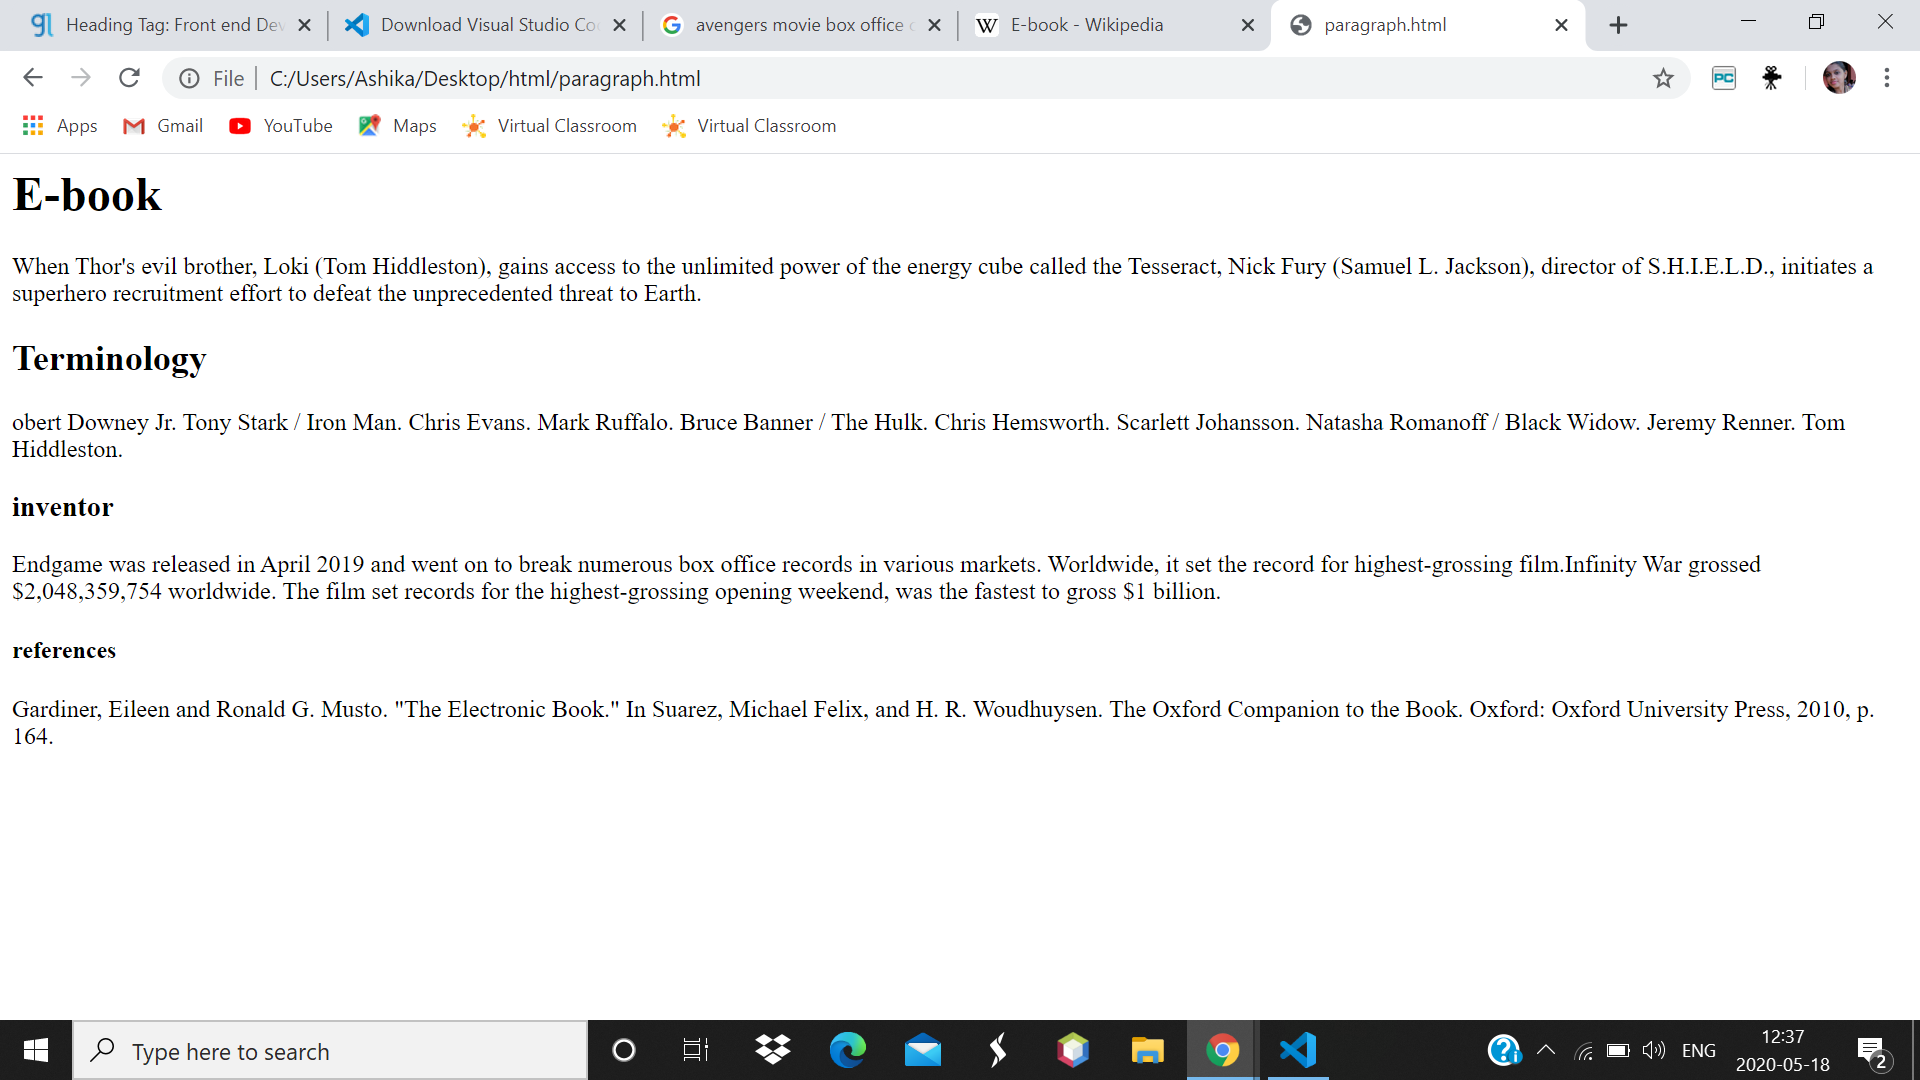 Heading Tag: Front end Dev
Download Visual Studio Co
avengers movie box office
E-book - Wikipedia
paragraph.html
File
C:/Users/Ashika/Desktop/html/paragraph.html
PC
Apps
Gmail
YouTube
Maps
Virtual Classroom
Virtual Classroom
E-book
When Thor's evil brother, Loki (Tom Hiddleston), gains access to the unlimited power of the energy cube called the Tesseract, Nick Fury (Samuel L. Jackson), director of S.H.I.E.L.D., initiates a
superhero recruitment effort to defeat the unprecedented threat to Earth.
Terminology
obert Downey Jr. Tony Stark / Iron Man. Chris Evans. Mark Ruffalo. Bruce Banner / The Hulk. Chris Hemsworth. Scarlett Johansson. Natasha Romanoff / Black Widow. Jeremy Renner. Tom
Hiddleston.
inventor
Endgame was released in April 2019 and went on to break numerous box office records in various markets. Worldwide, it set the record for highest-grossing film.Infinity War grossed
$2,048,359,754 worldwide. The film set records for the highest-grossing opening weekend, was the fastest to gross $1 billion.
references
Gardiner, Eileen and Ronald G. Musto. "The Electronic Book." In Suarez, Michael Felix, and H. R. Woudhuysen. The Oxford Companion to the Book. Oxford: Oxford University Press, 2010, p.
164.
Type here to search
ENG
12:37
2020-05-18
2